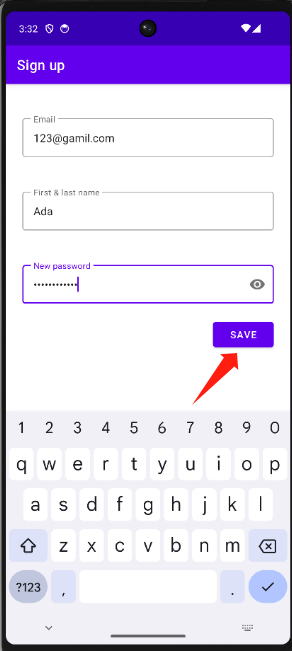 3:32
Sign up
Email
123@gamil.com
First & last name
Ada
New password
••••••••••••
SAVE
1 2 3 4 5 6 7 8 9 0
q w e r t y u i o p
a s d f g h j k l
z x c v b n m
?123 , .